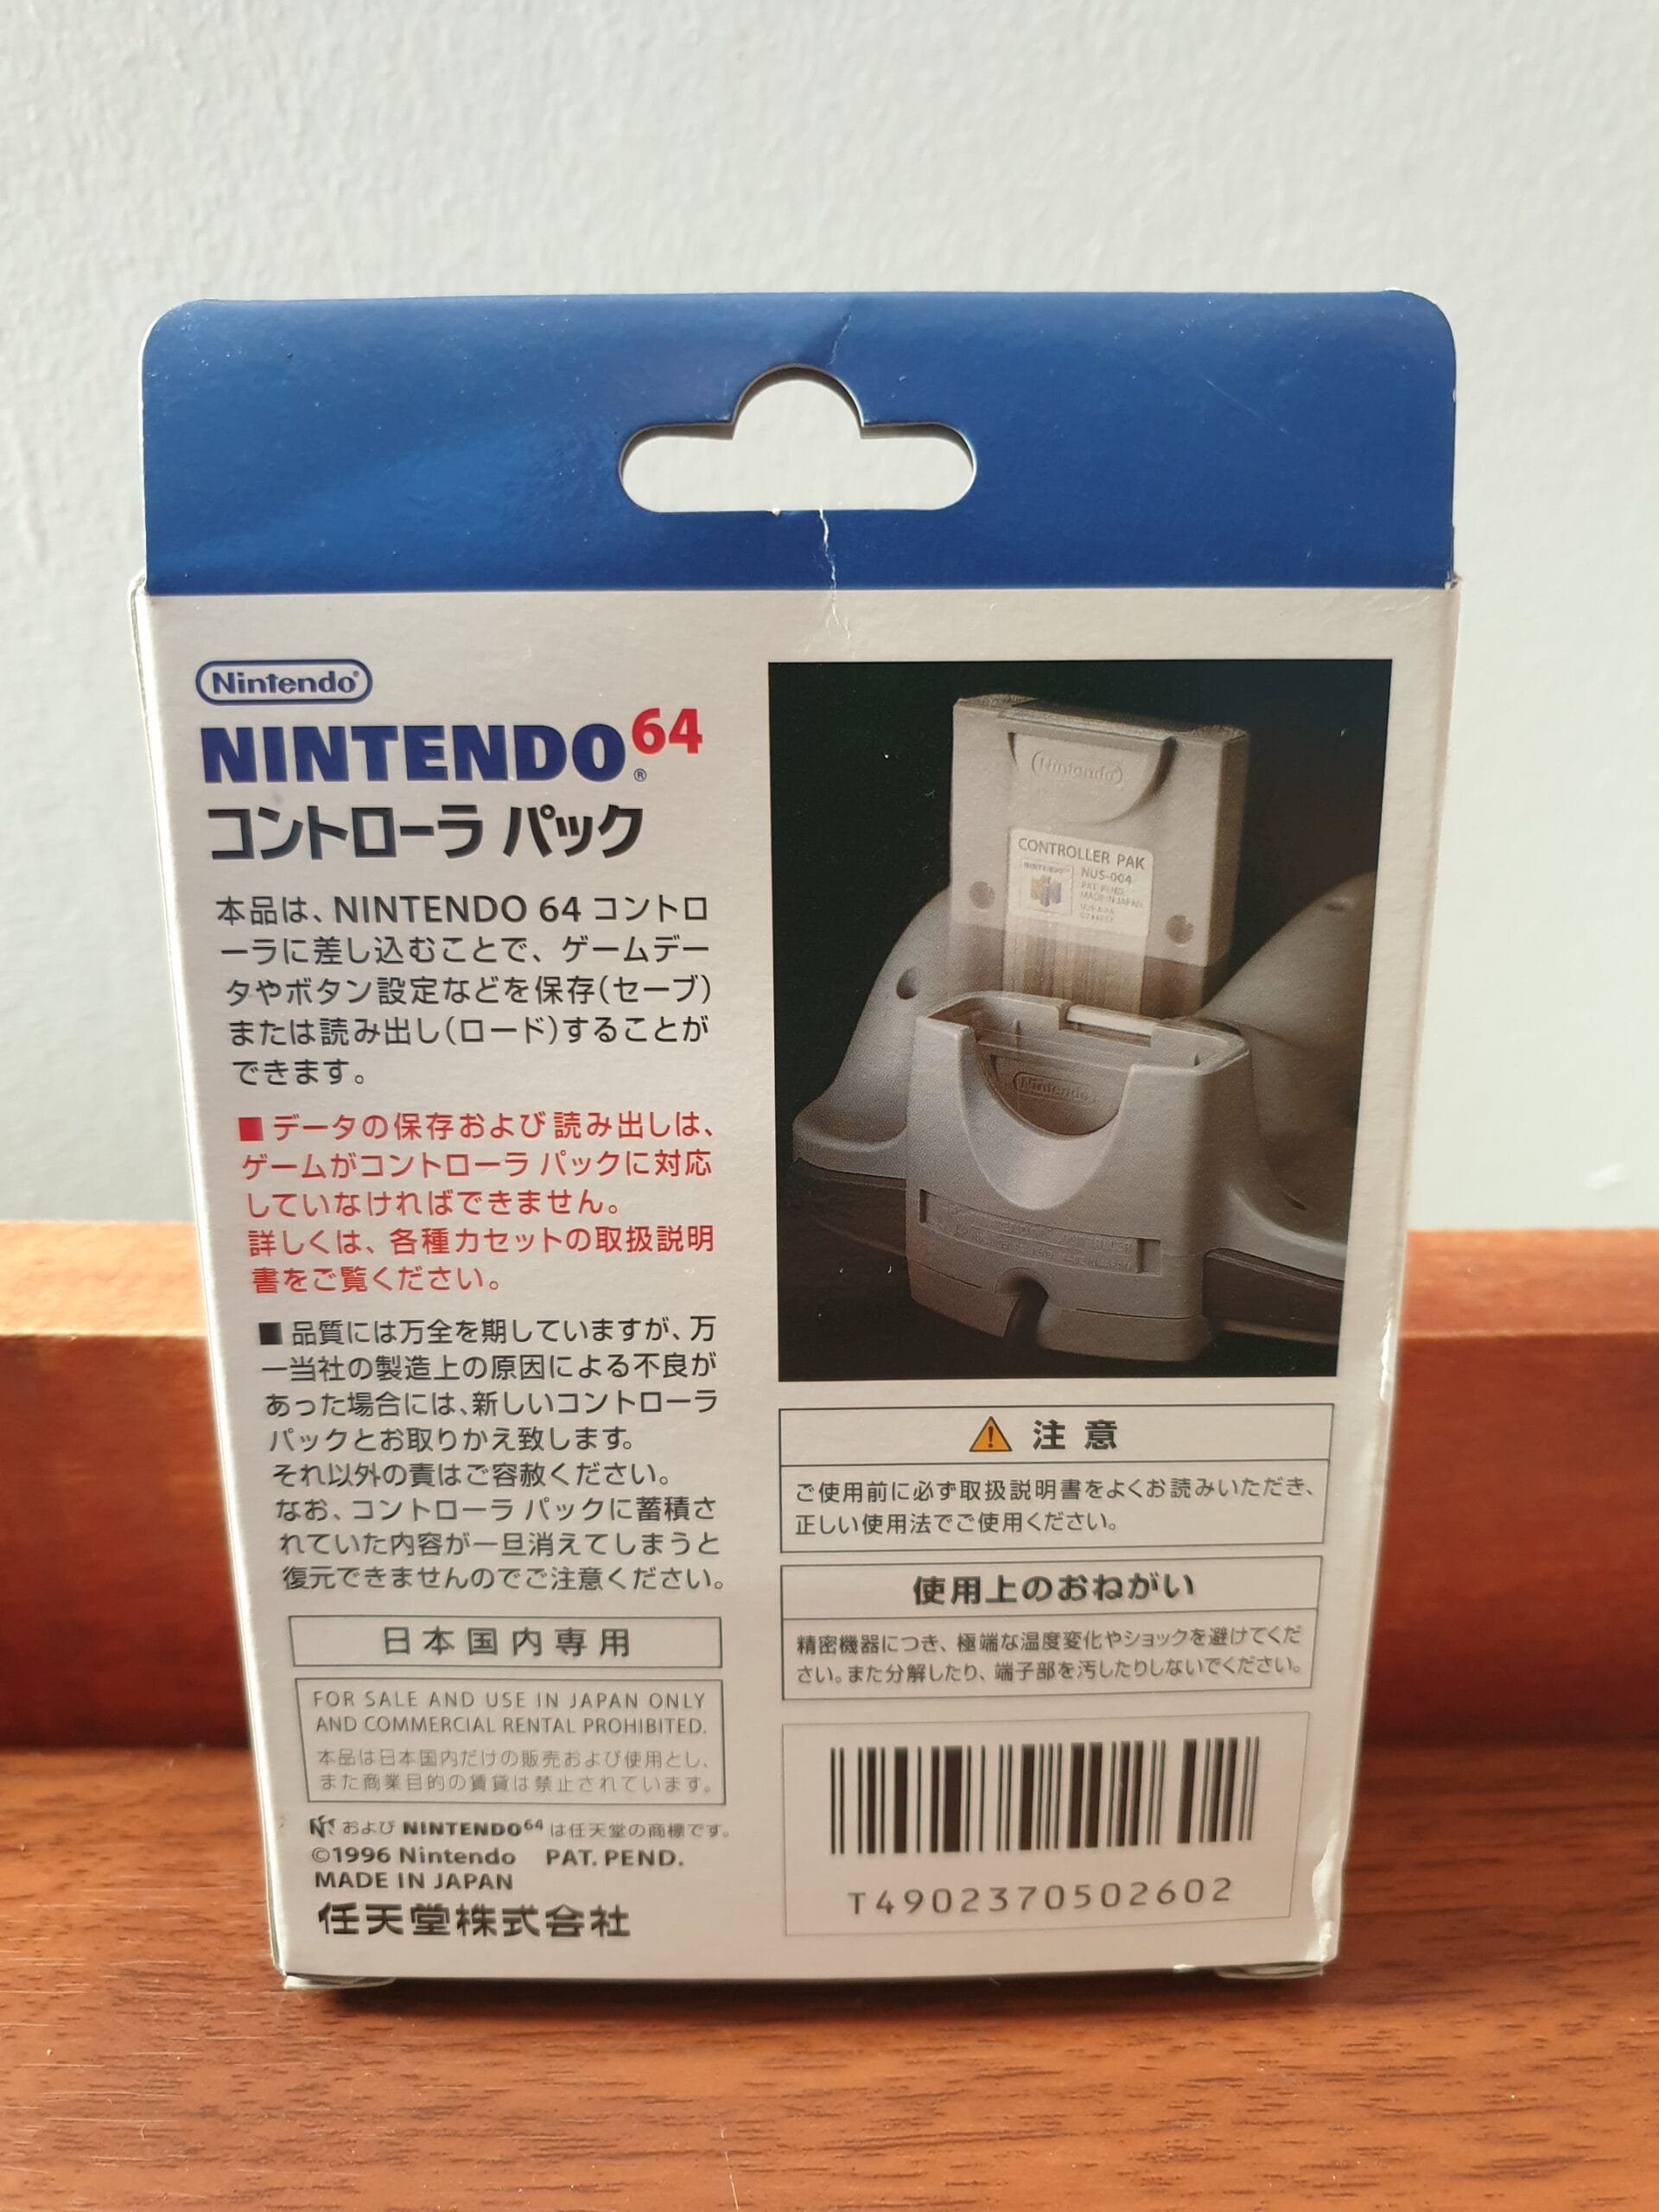 Nintendo®
NINTENDO64®
コントローラ パック
本品は、NINTENDO 64 コントロ
ーラに差し込むことで、ゲームデー
タやボタン設定などを保存(セーブ)
または読み出し(ロード)することが
できます。
■データの保存および読み出しは、
ゲームがコントローラ パックに対応
していなければできません。
詳しくは、各種カセットの取扱説明
書をご覧ください。
■品質には万全を期していますが、万
一当社の製造上の原因による不良が
あった場合には、新しいコントローラ
パックとお取りかえ致します。
それ以外の責はご容赦ください。
なお、コントローラ パックに蓄積さ
れていた内容が一旦消えてしまうと
復元できませんのでご注意ください。
日本国内専用
FOR SALE AND USE IN JAPAN ONLY
AND COMMERCIAL RENTAL PROHIBITED.
本品は日本国内だけの販売および使用とし、
また商業目的の賃貸は禁止されています。
および NINTENDO64 は任天堂の商標です。
©1996 Nintendo PAT. PEND.
MADE IN JAPAN
任天堂株式会社
Nintendo
CONTROLLER PAK
NINTENDO64
NUS-004
PAT. PEND.
MADE IN JAPAN
Nintendo
注意
ご使用前に必ず取扱説明書をよくお読みいただき、
正しい使用法でご使用ください。
使用上のおねがい
精密機器につき、極端な温度変化やショックを避けてくだ
さい。また分解したり、端子部を汚したりしないでください。
T4902370502602